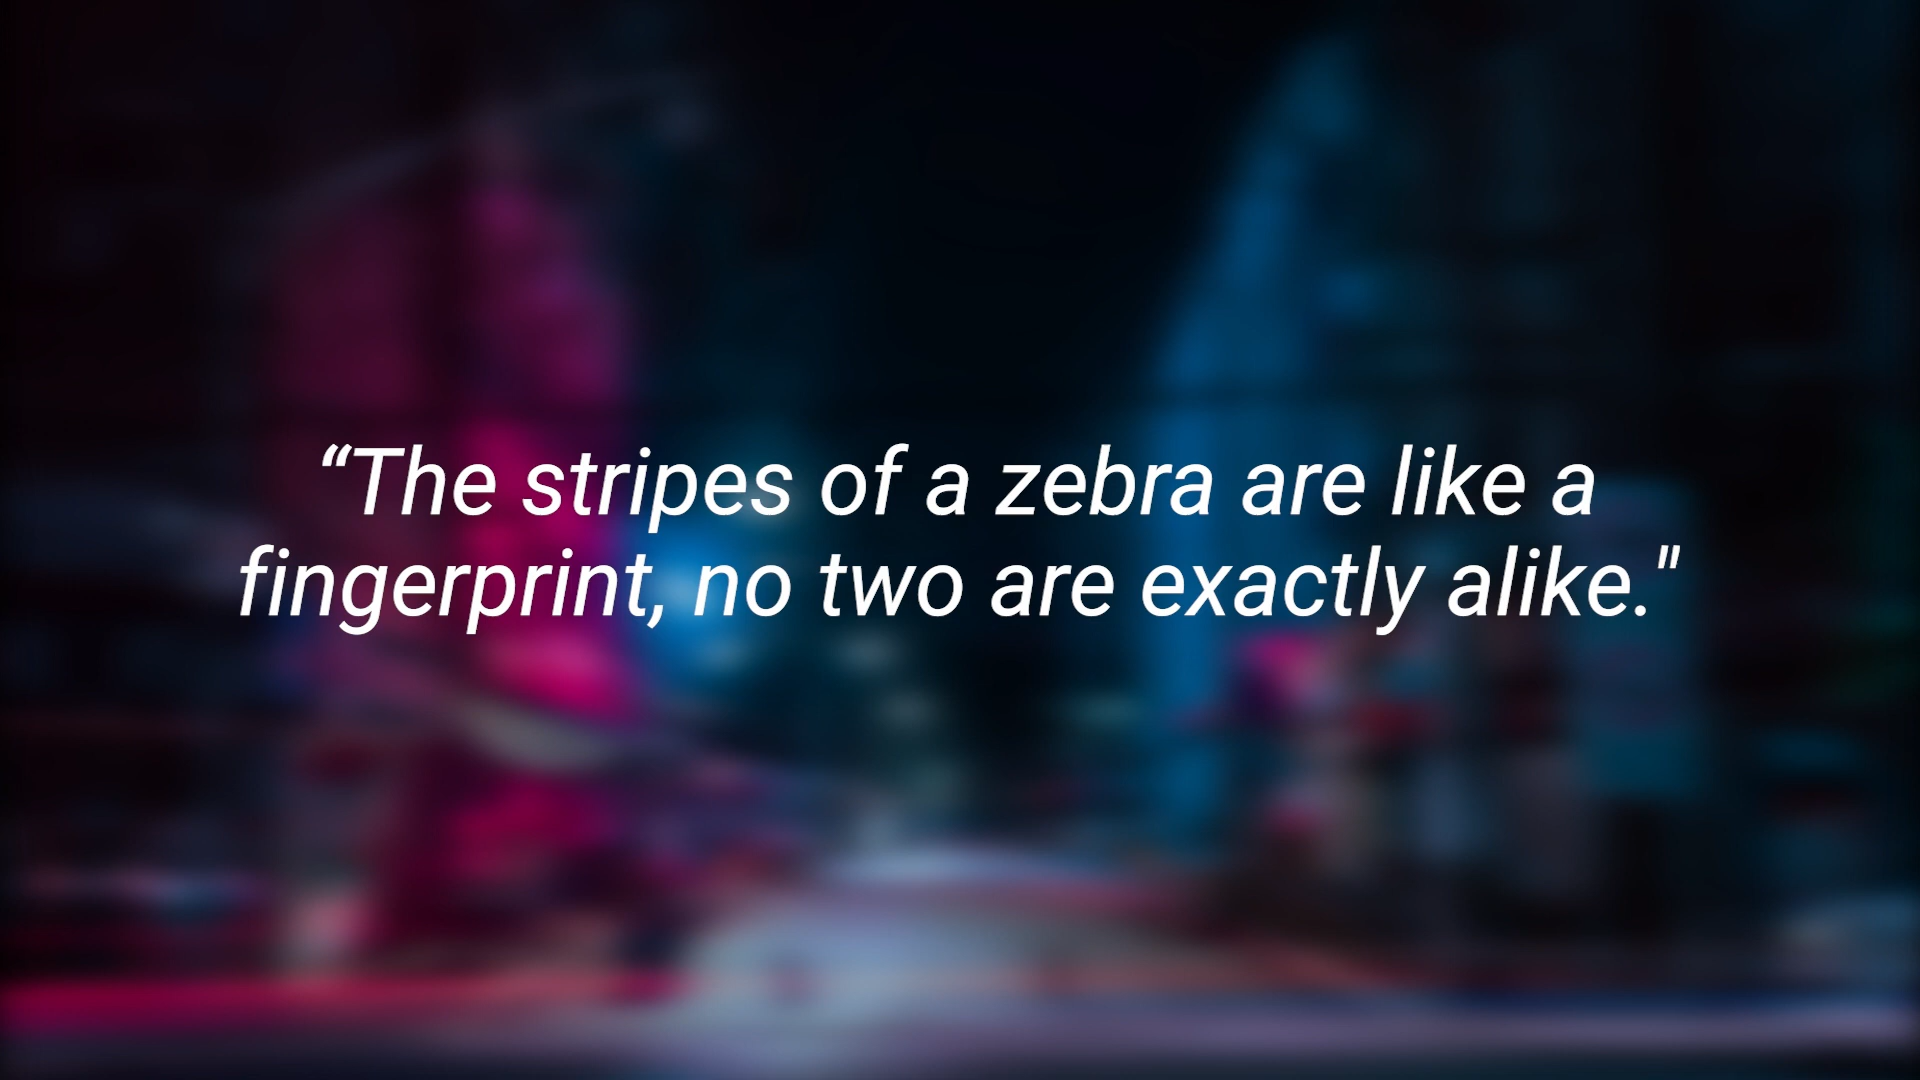 “The stripes of a zebra are like a
fingerprint, no two are exactly alike."